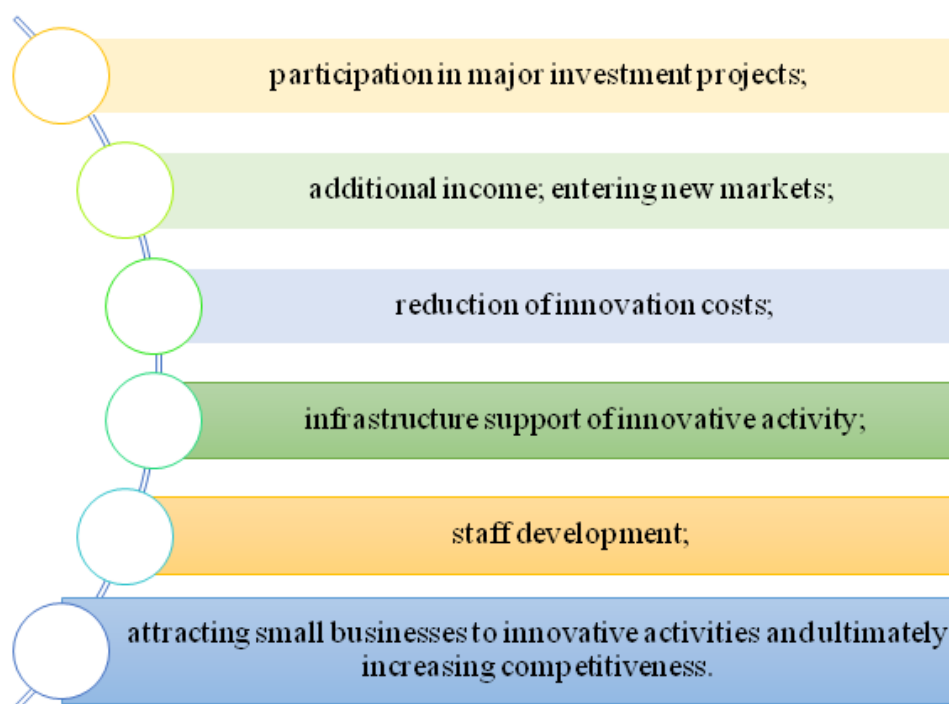 participation in major investment projects;
additional income; entering new markets;
reduction of innovation costs;
infrastructure support of innovative activity;
staff development;
attracting small businesses to innovative activities and ultimately
increasing competitiveness.